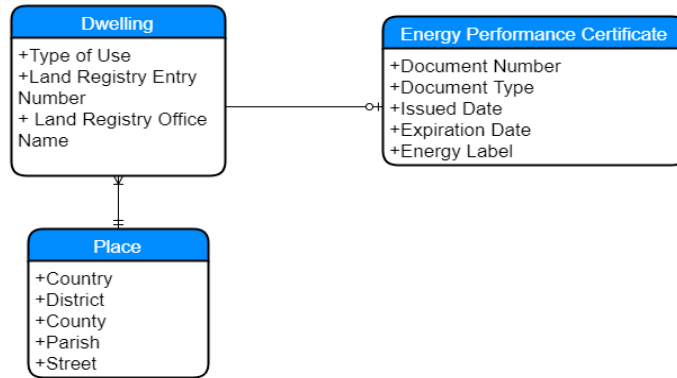 Dwelling
+Type of Use
+Land Registry Entry
Number
+ Land Registry Office
Name
Energy Performance Certificate
+Document Number
+Document Type
+Issued Date
+Expiration Date
+Energy Label
Place
+Country
+District
+County
+Parish
+Street